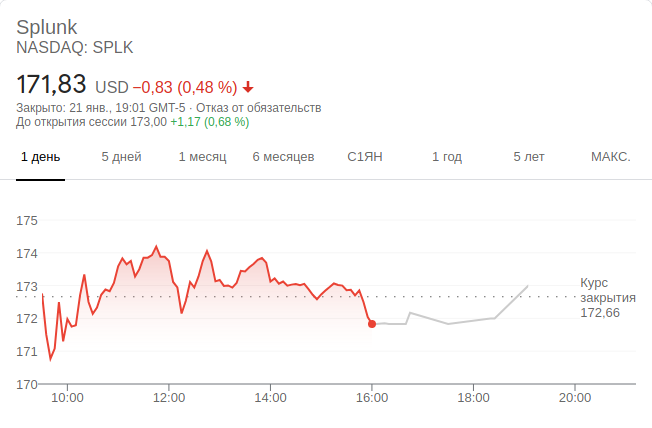 Splunk
NASDAQ: SPLK
171,83 USD −0,83 (0,48 %)
Закрыто: 21 янв., 19:01 GMT-5 · Отказ от обязательств
До открытия сессии 173,00 +1,17 (0,68 %)
1 день 5 дней 1 месяц 6 месяцев С1ЯН 1 год 5 лет МАКС.
175
174
173
172
171
170
Курс
закрытия
172,66
10:00 12:00 14:00 16:00 18:00 20:00